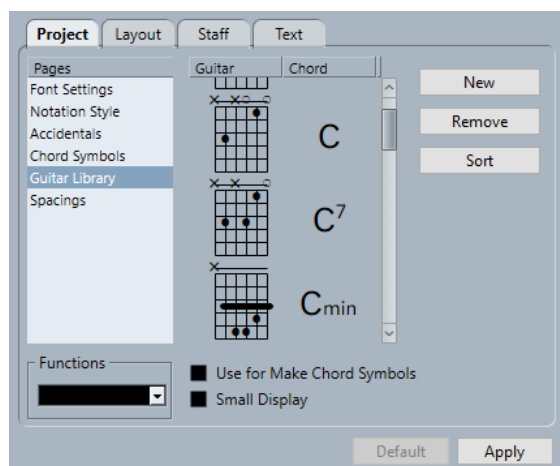 Project Layout Staff Text
Pages
Font Settings
Notation Style
Accidentals
Chord Symbols
Guitar Library
Spacings
Guitar Chord
C
C7
Cmin
New
Remove
Sort
Functions
Use for Make Chord Symbols
Small Display
Default Apply